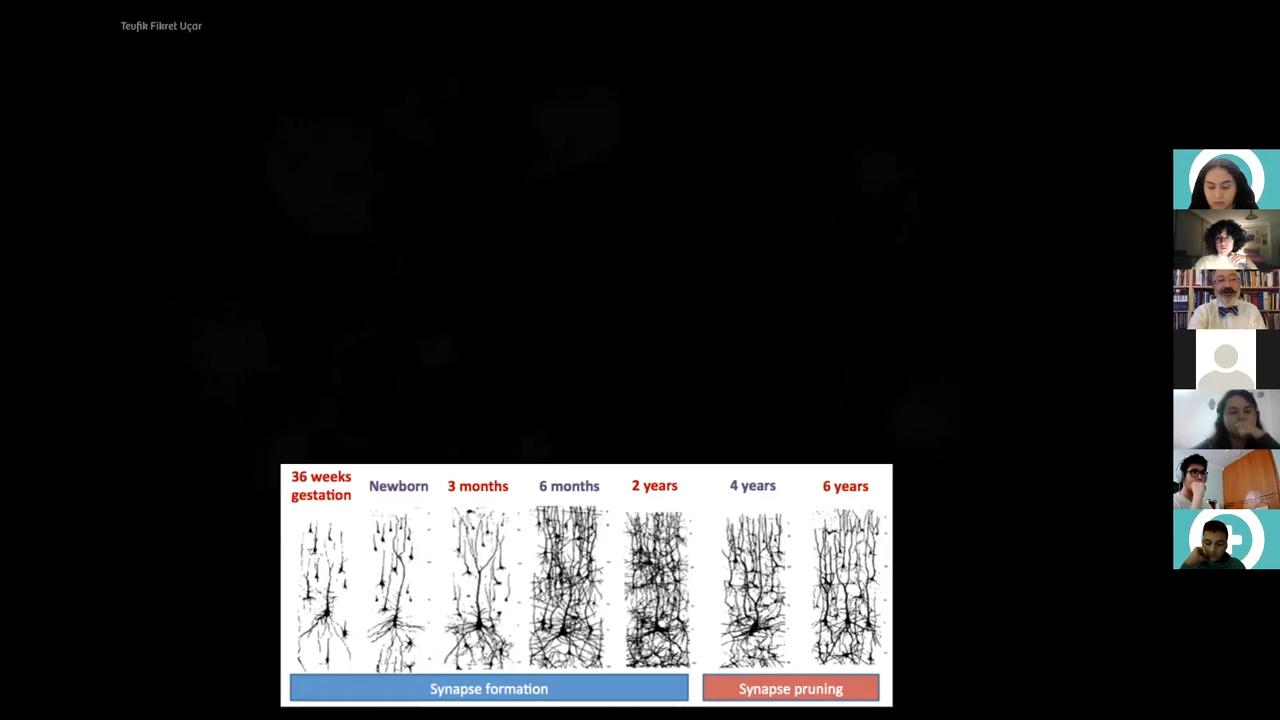 Tevfik Fikret Uçar
36 weeks
gestation
Newborn
3 months
6 months
2 years
4 years
6 years
Synapse formation
Synapse pruning